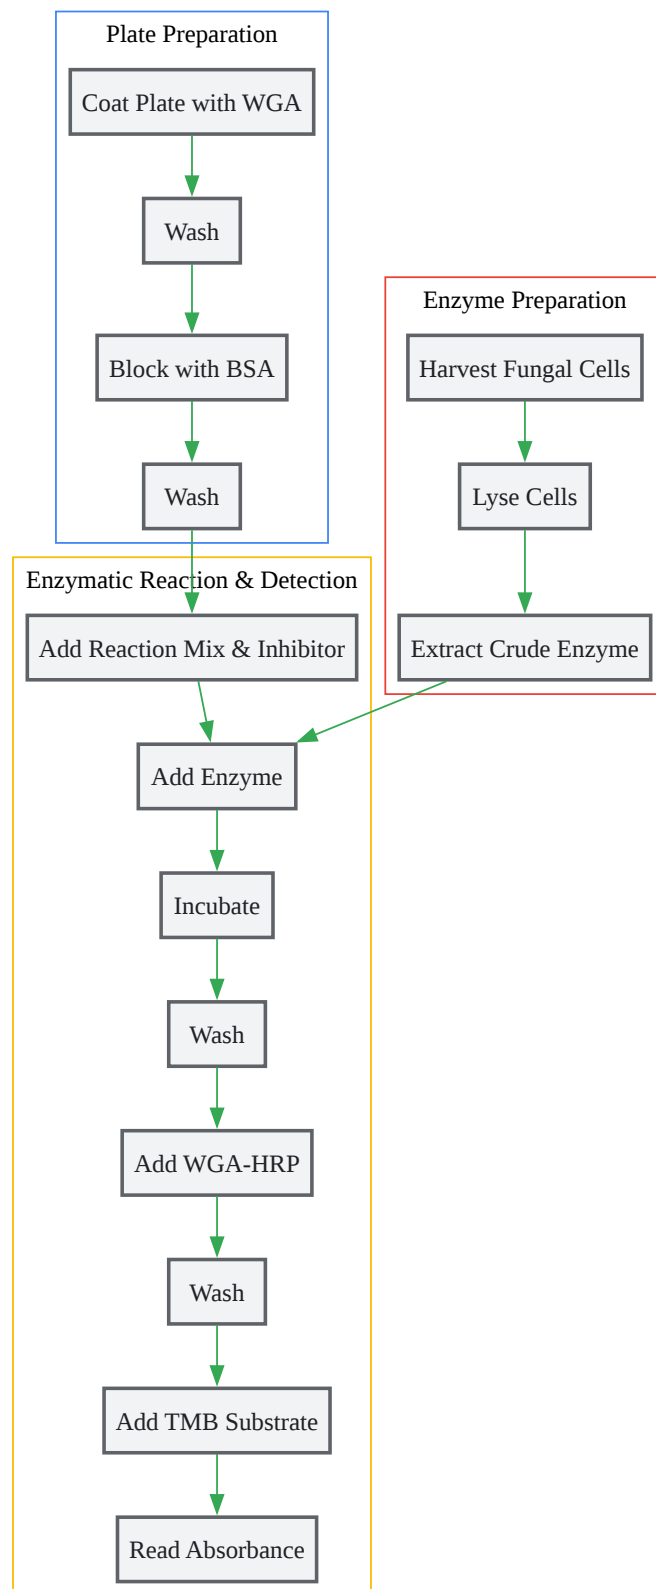 Plate Preparation
Coat Plate with WGA
Wash
Block with BSA
Wash
Enzyme Preparation
Harvest Fungal Cells
Lyse Cells
Extract Crude Enzyme
Enzymatic Reaction & Detection
Add Reaction Mix & Inhibitor
Add Enzyme
Incubate
Wash
Add WGA-HRP
Wash
Add TMB Substrate
Read Absorbance